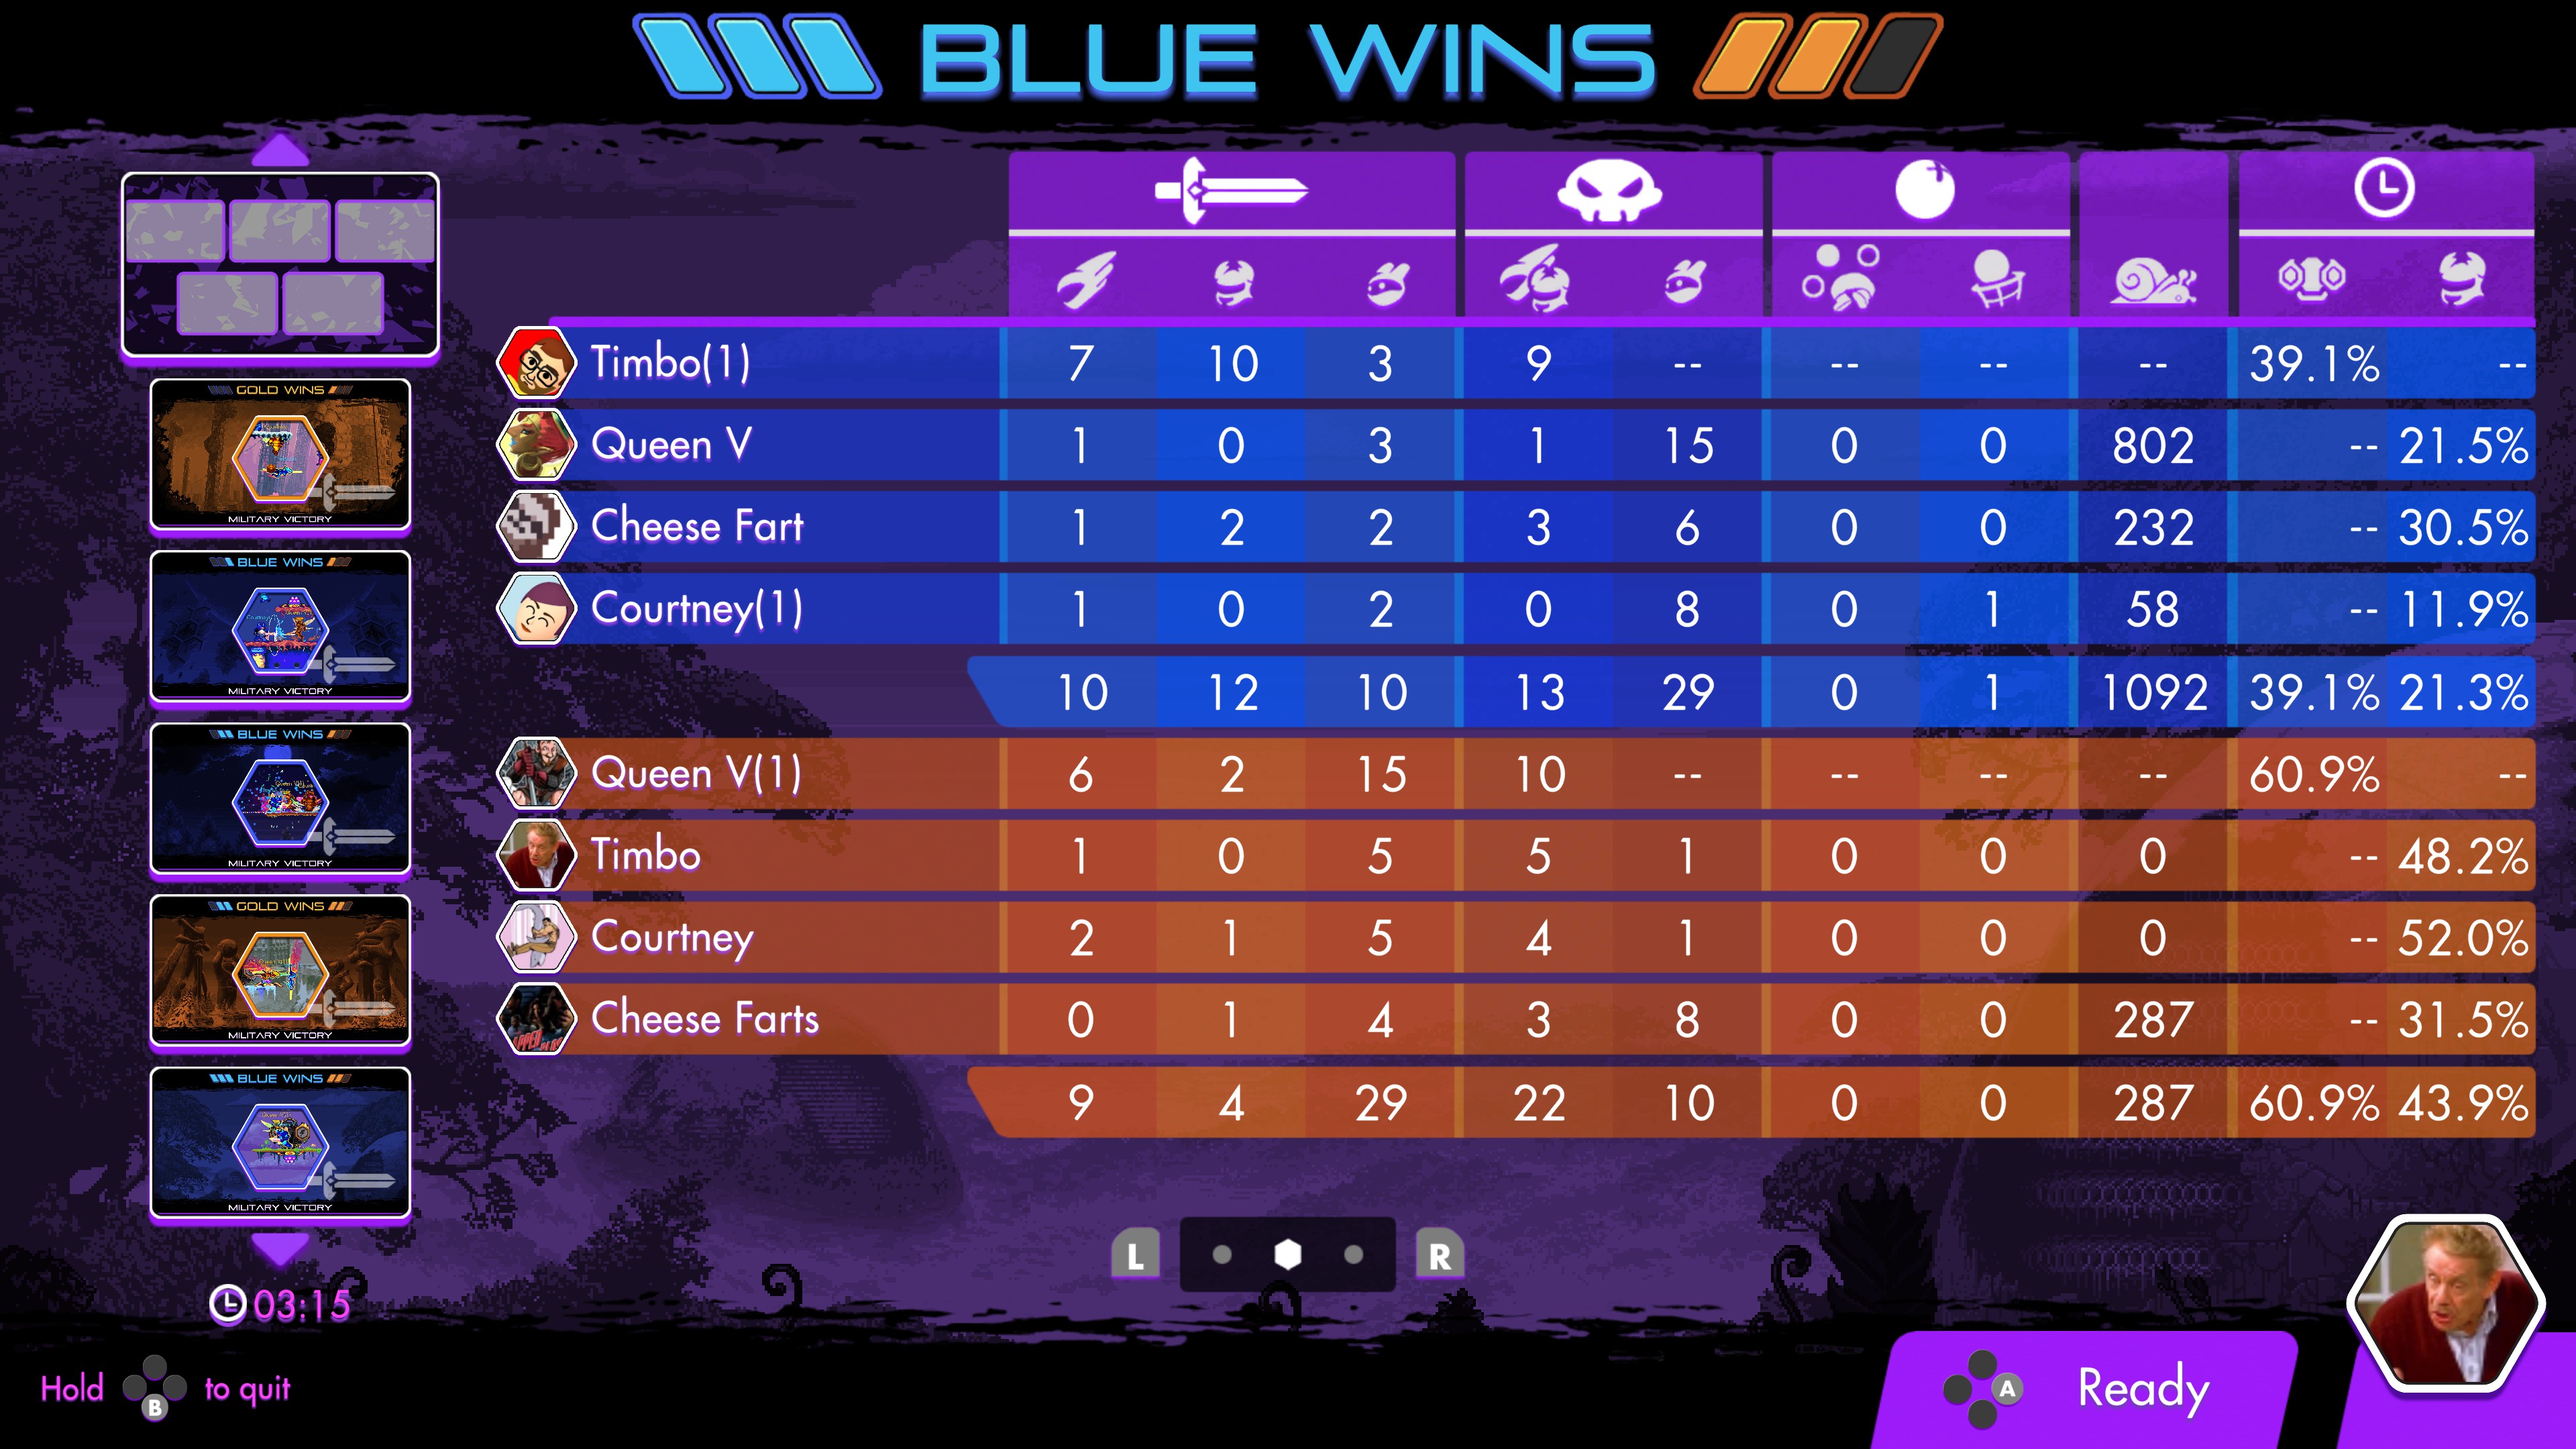 BLUE WINS
GOLD WINS
MILITARY VICTORY
BLUE WINS
MILITARY VICTORY
BLUE WINS
MILITARY VICTORY
GOLD WINS
MILITARY VICTORY
BLUE WINS
MILITARY VICTORY
03:15
Timbo(1) 7 10 3 9 -- -- -- -- 39.1% --
Queen V 1 0 3 1 15 0 0 802 -- 21.5%
Cheese Fart 1 2 2 3 6 0 0 232 -- 30.5%
Courtney(1) 1 0 2 0 8 0 1 58 -- 11.9%
10 12 10 13 29 0 1 1092 39.1% 21.3%
Queen V(1) 6 2 15 10 -- -- -- -- 60.9% --
Timbo 1 0 5 5 1 0 0 0 -- 48.2%
Courtney 2 1 5 4 1 0 0 0 -- 52.0%
Cheese Farts 0 1 4 3 8 0 0 287 -- 31.5%
9 4 29 22 10 0 0 287 60.9% 43.9%
L R
Hold B to quit
A Ready